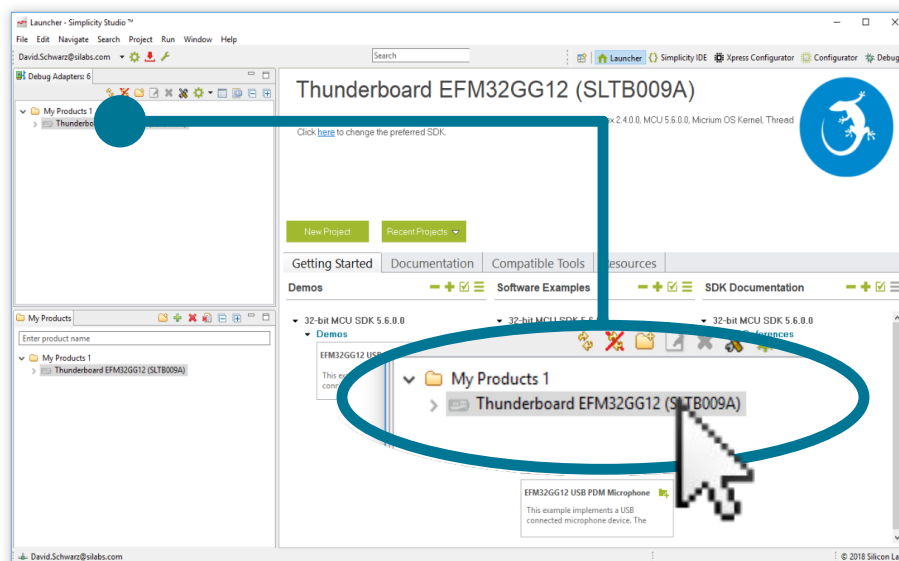 Launcher - Simplicity Studio ™
File Edit Navigate Search Project Run Window Help
David.Schwarz@silabs.com
Search
Launcher
Simplicity IDE
Xpress Configurator
Configurator
Debug
Debug Adapters: 6
My Products 1
Thunderboard EFM32GG12 (SLTB009A)
2.4.0.0, MCU 5.6.0.0, Micrium OS Kernel, Thread
Click here to change the preferred SDK.
New Project
Recent Projects
Getting Started
Documentation
Compatible Tools
Resources
Demos
Software Examples
SDK Documentation
My Products
Enter product name
32-bit MCU SDK 5.6.0.0
32-bit MCU SDK 5.6
32-bit MCU SDK 5.6.0.0
Demos
EFM32GG12 USB
This
My Products 1
Thunderboard EFM32GG12 (SLTB009A)
My Products 1
Thunderboard EFM32GG12 (SLTB009A)
EFM32GG12 USB PDM Microphone
This example implements a USB
connected microphone device. The
David.Schwarz@silabs.com
© 2018 Silicon La